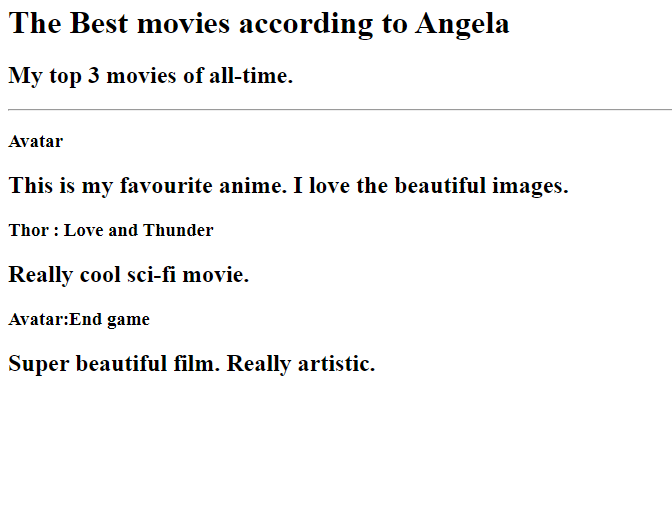 The Best movies according to Angela
My top 3 movies of all-time.
Avatar
This is my favourite anime. I love the beautiful images.
Thor : Love and Thunder
Really cool sci-fi movie.
Avatar:End game
Super beautiful film. Really artistic.